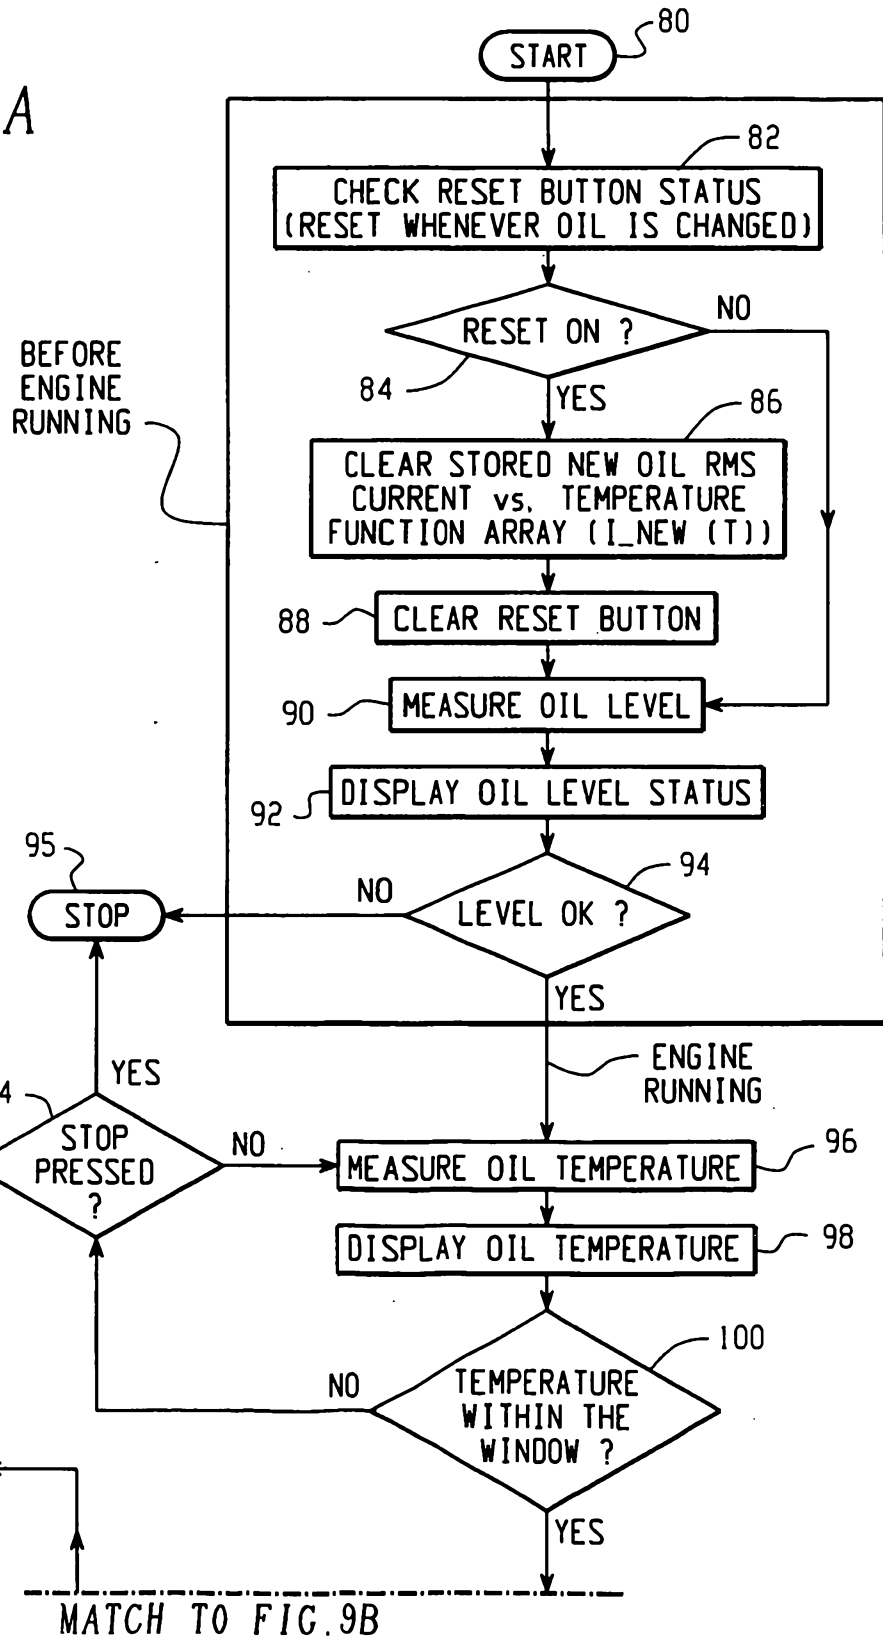 80
START
A
82
CHECK RESET BUTTON STATUS
(RESET WHENEVER OIL IS CHANGED)
NO
RESET ON ?
BEFORE
ENGINE
RUNNING
84
YES
86
CLEAR STORED NEW OIL RMS
CURRENT vs. TEMPERATURE
FUNCTION ARRAY (I_NEW (T))
88
CLEAR RESET BUTTON
90
MEASURE OIL LEVEL
92
DISPLAY OIL LEVEL STATUS
95
94
NO
STOP
LEVEL OK ?
YES
ENGINE
RUNNING
YES
4
STOP
PRESSED
?
NO
96
MEASURE OIL TEMPERATURE
98
DISPLAY OIL TEMPERATURE
100
NO
TEMPERATURE
WITHIN THE
WINDOW ?
YES
MATCH TO FIG.9B